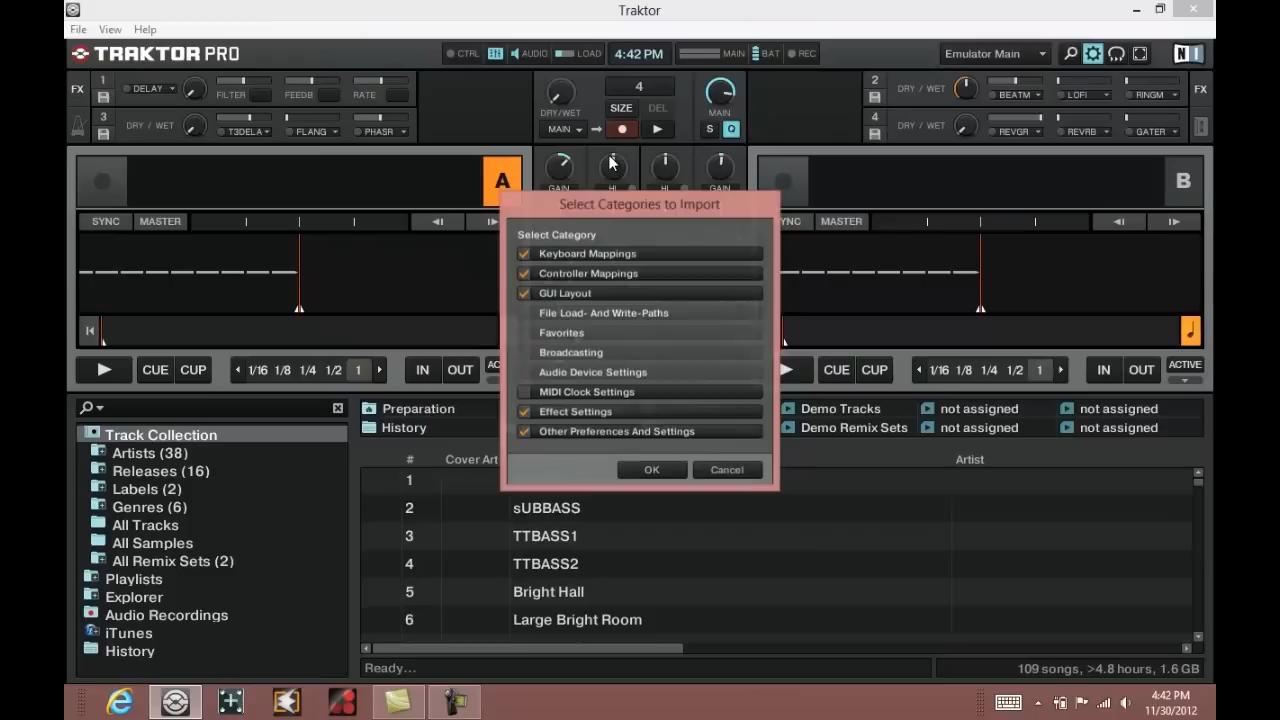 Traktor
File View Help
TRAKTOR PRO
CTRL AUDIO LOAD 4:42 PM MAIN BAT REC
Emulator Main
FX 1 DELAY FILTER FEEDB RATE
3 DRY / WET T3DELA FLANG PHASR
4
SIZE DEL
DRY/WET MAIN
MAIN S Q
2 DRY / WET BEATM LOFI RINGM FX
4 DRY / WET REVGR REVRB GATER
A
GAIN HI HI GAIN
B
SYNC MASTER
MASTER
Select Categories to Import
Select Category
Keyboard Mappings
Controller Mappings
GUI Layout
File Load- And Write-Paths
Favorites
Broadcasting
Audio Device Settings
MIDI Clock Settings
Effect Settings
Other Preferences And Settings
OK Cancel
CUE CUP 1/16 1/8 1/4 1/2 1 IN OUT
CUE CUP 1/16 1/8 1/4 1/2 1 IN OUT ACTIVE
Preparation
History
Demo Tracks not assigned not assigned
Demo Remix Sets not assigned not assigned
Track Collection
Artists (38)
Releases (16)
Labels (2)
Genres (6)
All Tracks
All Samples
All Remix Sets (2)
Playlists
Explorer
Audio Recordings
iTunes
History
# Cover Art Artist
1
2 sUBBASS
3 TTBASS1
4 TTBASS2
5 Bright Hall
6 Large Bright Room
Ready...
109 songs, >4.8 hours, 1.6 GB
4:42 PM
11/30/2012